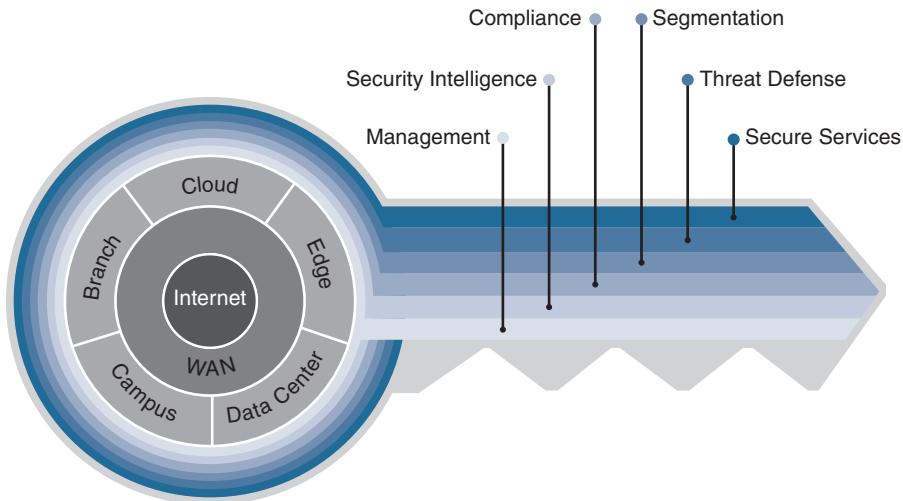 Compliance
Segmentation
Security Intelligence
Threat Defense
Management
Secure Services
Cloud
Branch
Edge
Internet
WAN
Campus
Data Center